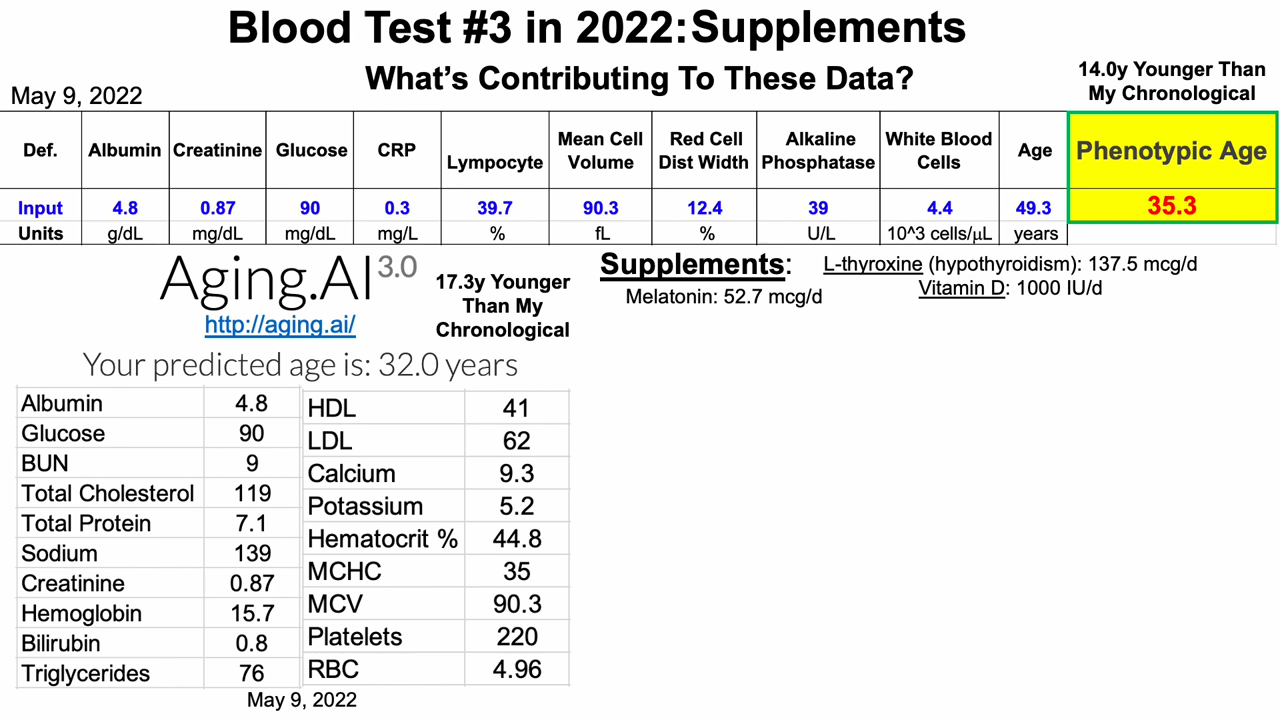 Blood Test #3 in 2022:Supplements
What's Contributing To These Data?
14.0y Younger Than
My Chronological
May 9, 2022
Def. Albumin Creatinine Glucose CRP Lympocyte Mean Cell Volume Red Cell Dist Width Alkaline Phosphatase White Blood Cells Age Phenotypic Age
Input 4.8 0.87 90 0.3 39.7 90.3 12.4 39 4.4 49.3 35.3
Units g/dL mg/dL mg/dL mg/L % fL % U/L 10^3 cells/μL years
Aging.AI 3.0
http://aging.ai/
17.3y Younger
Than My
Chronological
Supplements:
Melatonin: 52.7 mcg/d
L-thyroxine (hypothyroidism): 137.5 mcg/d
Vitamin D: 1000 IU/d
Your predicted age is: 32.0 years
Albumin 4.8
Glucose 90
BUN 9
Total Cholesterol 119
Total Protein 7.1
Sodium 139
Creatinine 0.87
Hemoglobin 15.7
Bilirubin 0.8
Triglycerides 76
HDL 41
LDL 62
Calcium 9.3
Potassium 5.2
Hematocrit % 44.8
MCHC 35
MCV 90.3
Platelets 220
RBC 4.96
May 9, 2022